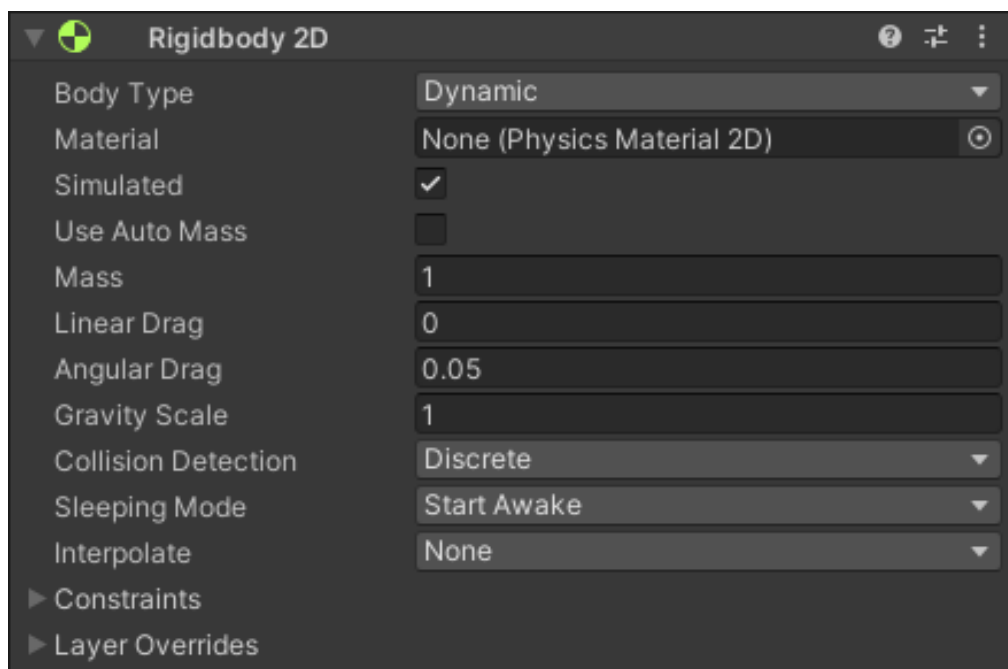 Rigidbody 2D
Body Type Dynamic
Material None (Physics Material 2D)
Simulated
Use Auto Mass
Mass 1
Linear Drag 0
Angular Drag 0.05
Gravity Scale 1
Collision Detection Discrete
Sleeping Mode Start Awake
Interpolate None
Constraints
Layer Overrides